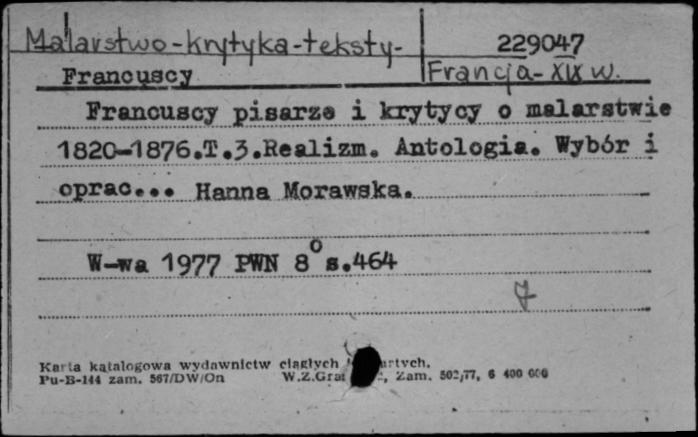 Malarstwo-krytyka-teksty- 229047
Francuscy Francja-XIX w.
Francuscy pisarze i krytycy o malarstwie
1820-1876.T.3.Realizm. Antologia. Wybór i
oprac... Hanna Morawska.
W-wa 1977 PWN 8° s.464
7
Karta katalogowa wydawnictw ciągłych
Pu-B-144 zam. 567/DW/On W.Z.Graf Zam. 502/77, 6 400 000